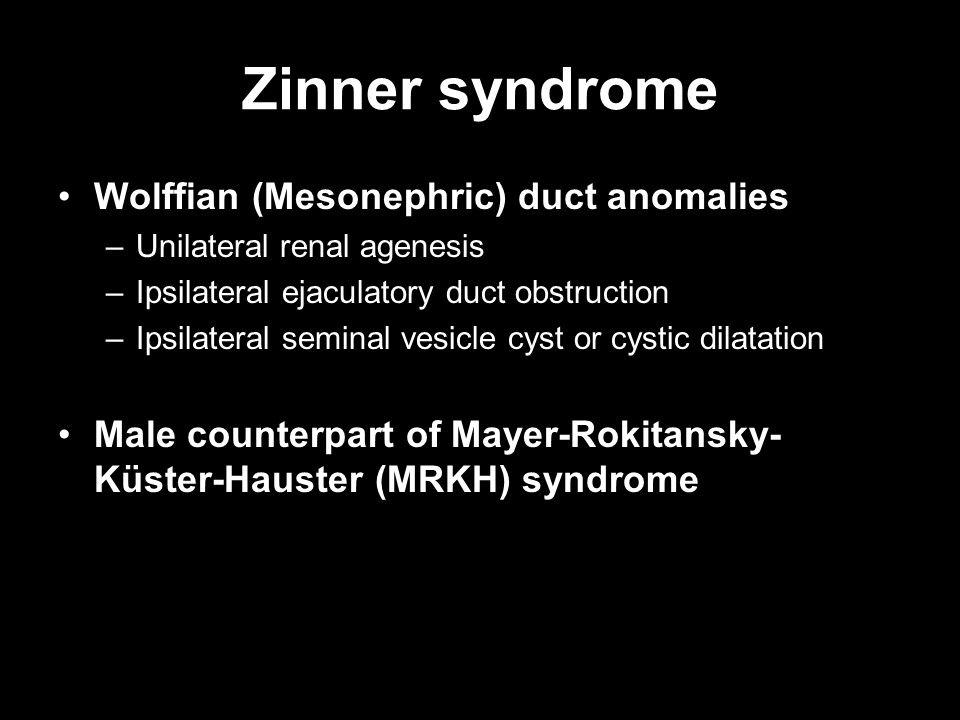 Zinner syndrome
• Wolffian (Mesonephric) duct anomalies
– Unilateral renal agenesis
– Ipsilateral ejaculatory duct obstruction
– Ipsilateral seminal vesicle cyst or cystic dilatation
• Male counterpart of Mayer-Rokitansky-
Küster-Hauster (MRKH) syndrome